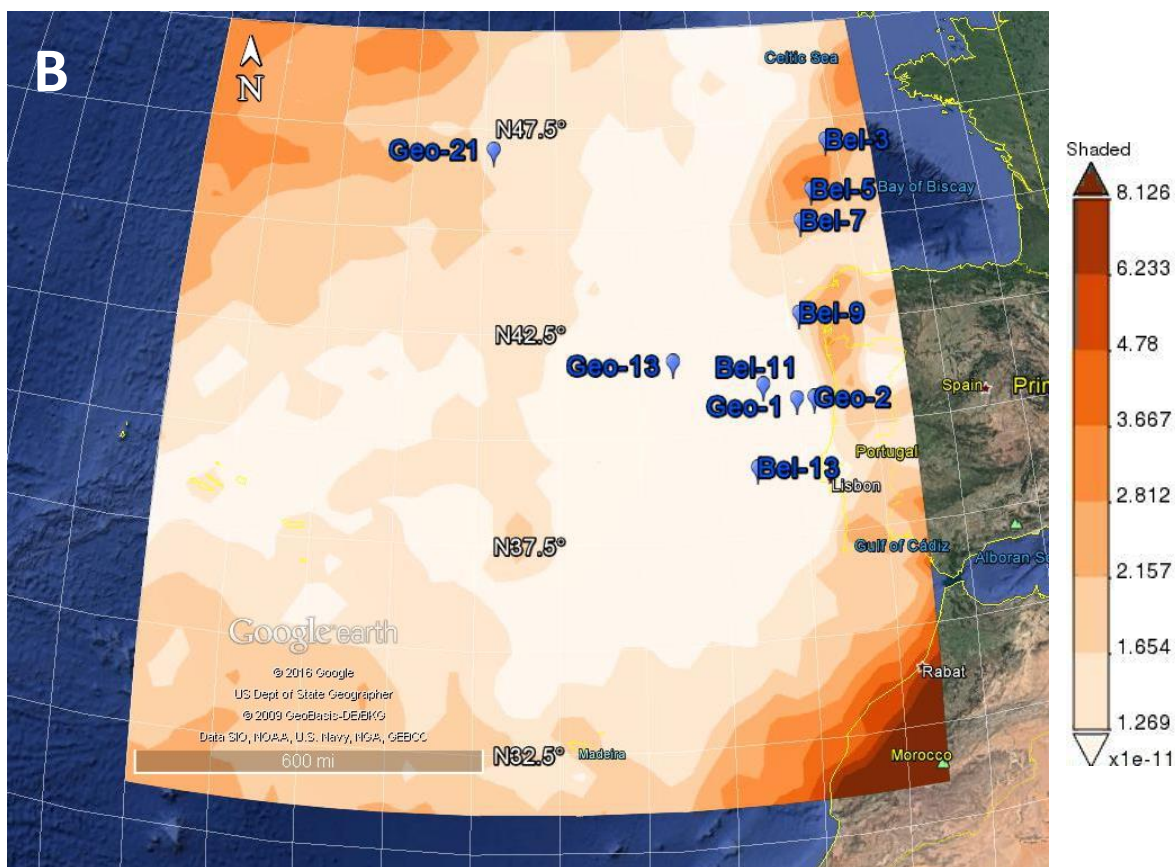 B
N
Celtic Sea
N47.5°
Geo-21
Bel-3
Bel-5
Bay of Biscay
Bel-7
Bel-9
N42.5°
Geo-13
Bel-11
Geo-1
Geo-2
Spain
Prin
Portugal
Bel-13
Lisbon
N37.5°
Gulf of Cádiz
Alboran S
Google earth
© 2016 Google
US Dept of State Geographer
© 2009 GeoBasis-DE/BKG
Data SIO, NOAA, U.S. Navy, NGA, GEBCO
600 mi
N32.5°
Madeira
Rabat
Morocco
Shaded
8.126
6.233
4.78
3.667
2.812
2.157
1.654
1.269
x1e-11